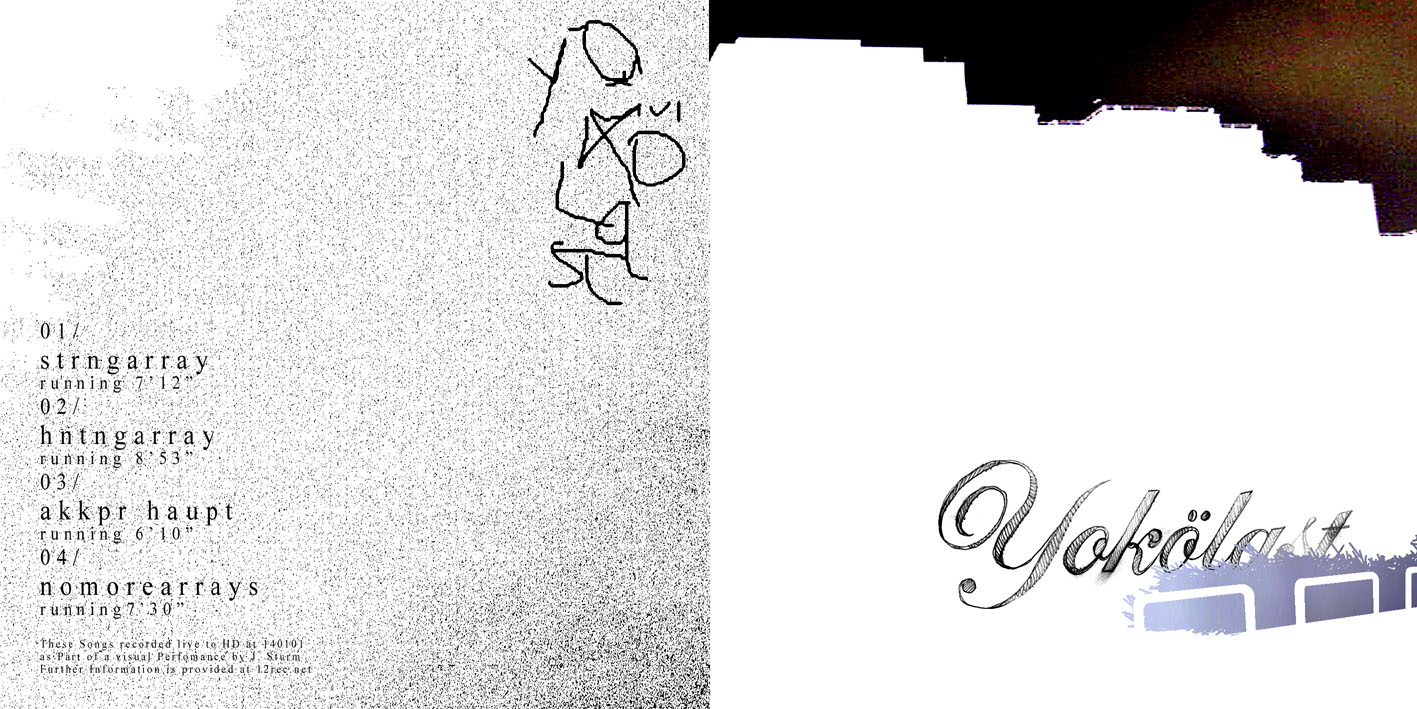 01/
strngarray
running 7'12"
02/
hntngarray
running 8'53"
03/
akkpr haupt
running 6'10"
04/
nomorearrays
running7'30"
These Songs recorded live to HD at 140101
as Part of a visual Perfomance by J. Sturm
Further Information is provided at 12rec.net
Yokölast